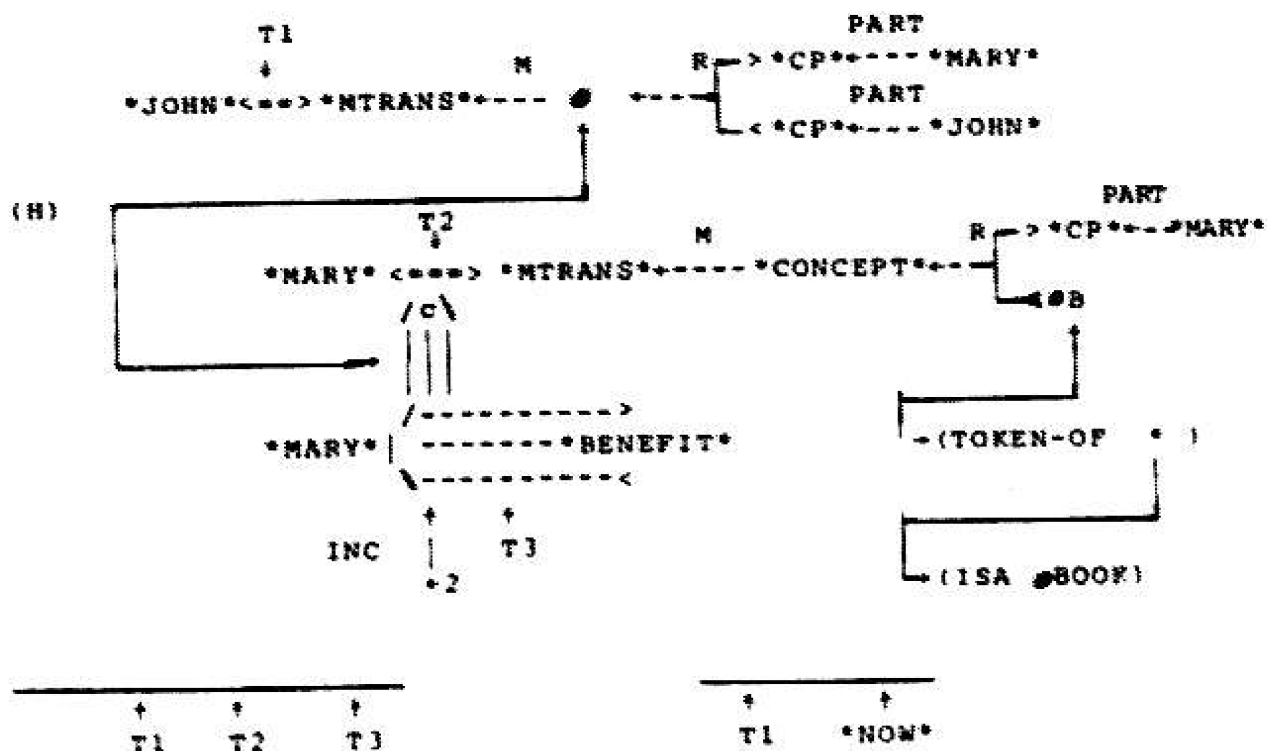 T1 PART
M R > *CP*<--- *MARY*
*JOHN*<==> *MTRANS*<--- <--- PART
< *CP*<--- *JOHN*
(H) T2 PART
M R > *CP*<--- *MARY*
*MARY* <===> *MTRANS*<---- *CONCEPT*<---
/C\ B
/----------->
*MARY*| -------*BENEFIT* (TOKEN-OF * )
\-----------<
INC T3
+2 (ISA BOOK)
T1 T2 T3 T1 *NOW*